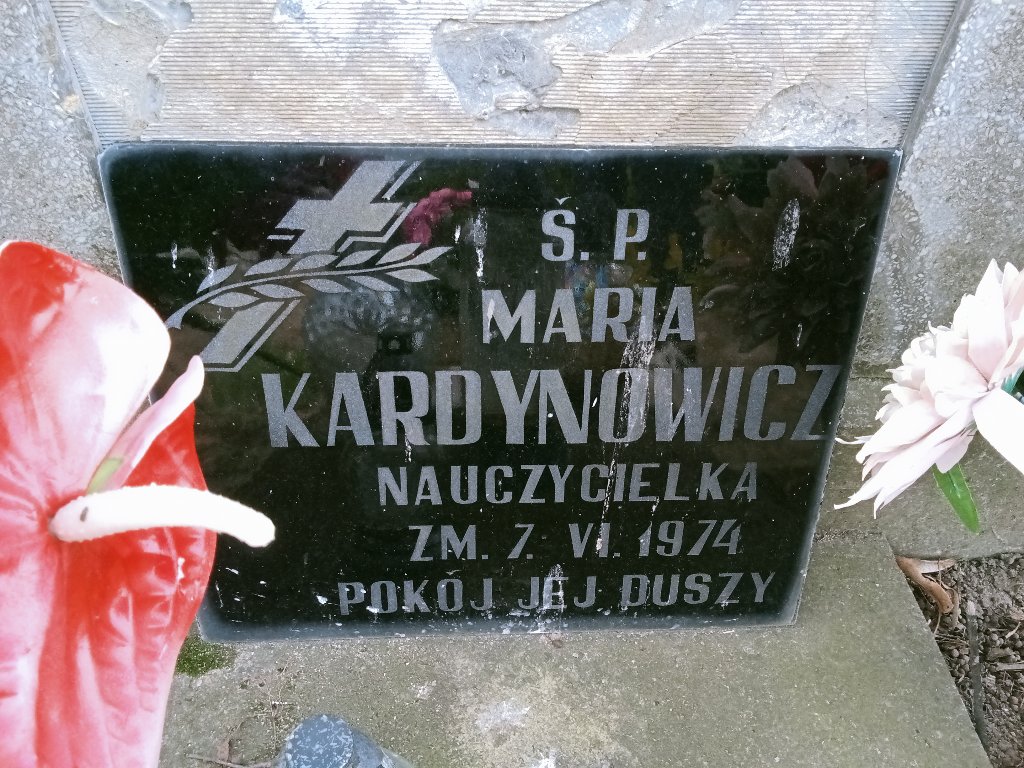 Ś. P.
MARIA
KARDYNOWICZ
NAUCZYCIELKA
ZM. 7. VI. 1974
POKÓJ JEJ DUSZY